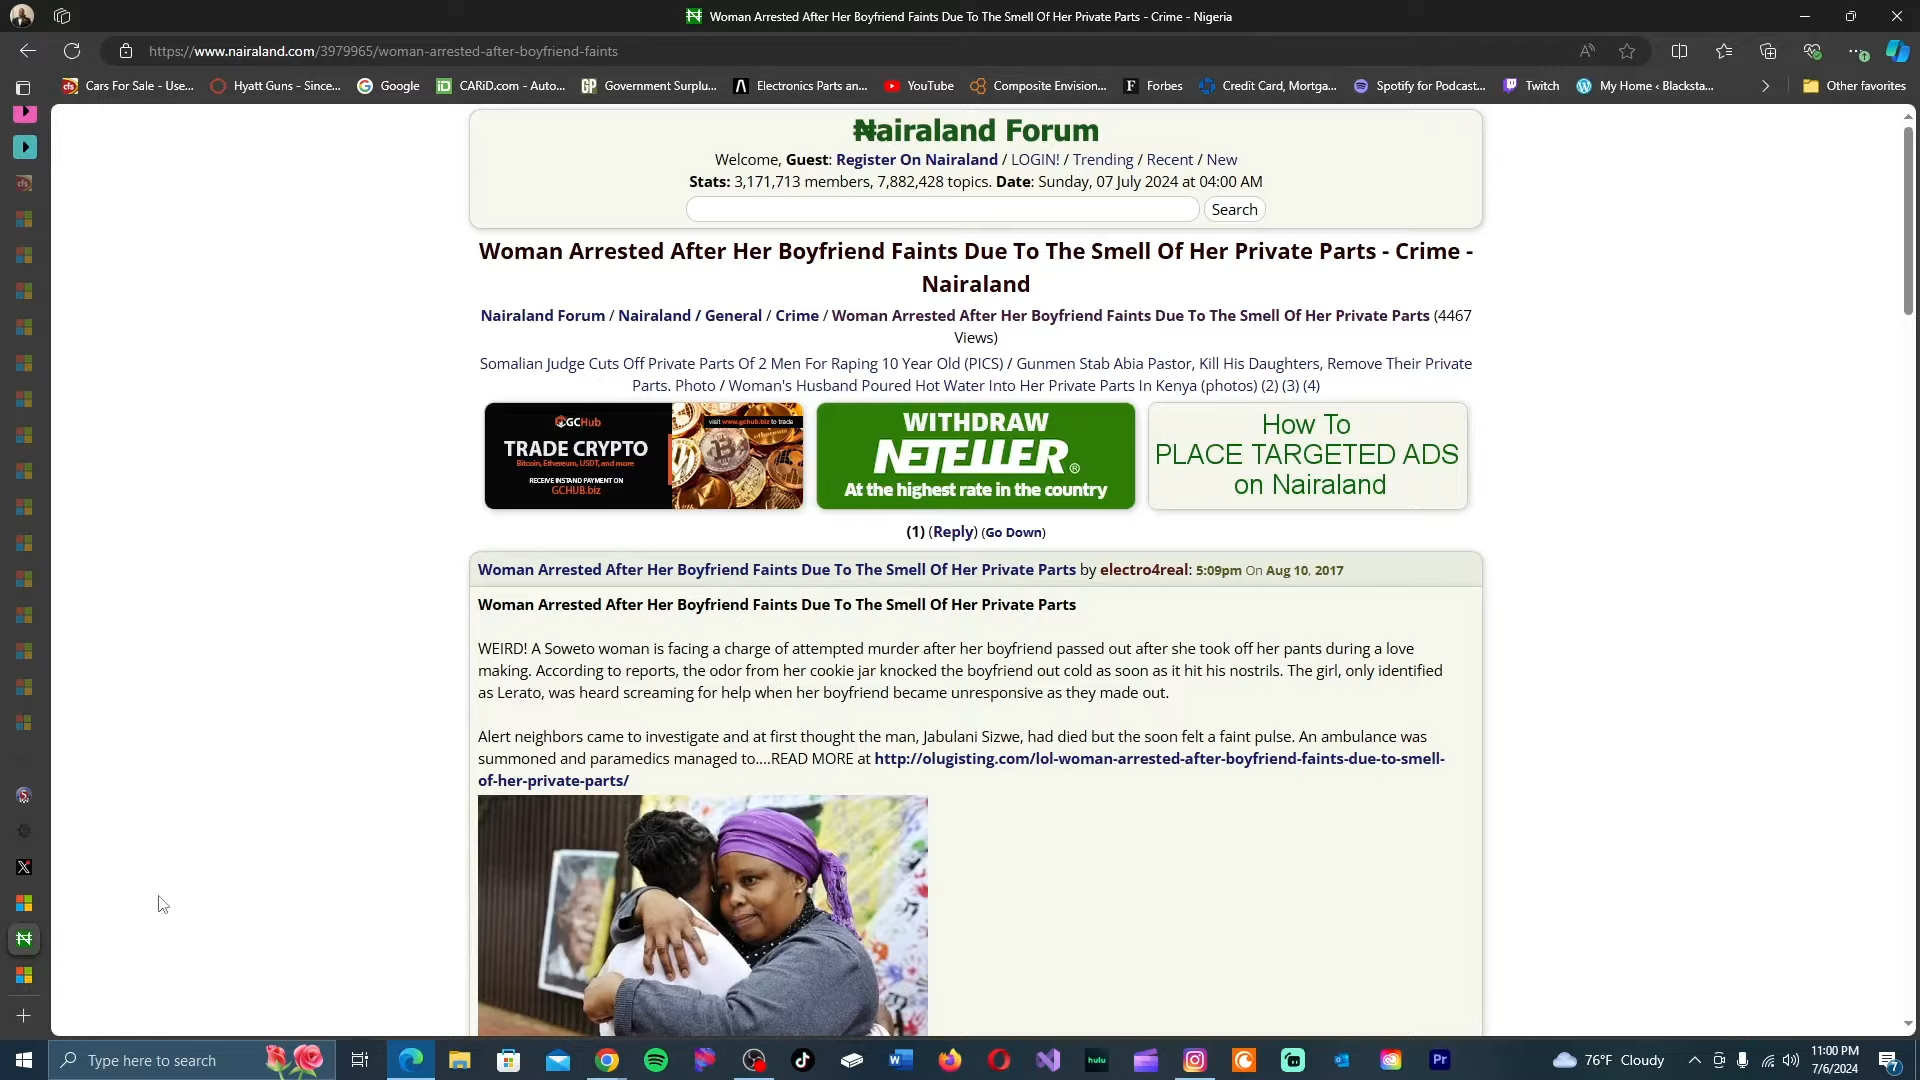 Woman Arrested After Her Boyfriend Faints Due To The Smell Of Her Private Parts - Crime - Nigeria
https://www.nairaland.com/3979965/woman-arrested-after-boyfriend-faints
Cars For Sale - Use... Hyatt Guns - Since... Google CARiD.com - Auto... Government Surplu... Electronics Parts an... YouTube Composite Envision... Forbes Credit Card, Mortga... Spotify for Podcast... Twitch My Home ‹ Blacksta... Other favorites
₦airaland Forum
Welcome, Guest: Register On Nairaland / LOGIN! / Trending / Recent / New
Stats: 3,171,713 members, 7,882,428 topics. Date: Sunday, 07 July 2024 at 04:00 AM
Search
Woman Arrested After Her Boyfriend Faints Due To The Smell Of Her Private Parts - Crime -
Nairaland
Nairaland Forum / Nairaland / General / Crime / Woman Arrested After Her Boyfriend Faints Due To The Smell Of Her Private Parts (4467
Views)
Somalian Judge Cuts Off Private Parts Of 2 Men For Raping 10 Year Old (PICS) / Gunmen Stab Abia Pastor, Kill His Daughters, Remove Their Private
Parts. Photo / Woman's Husband Poured Hot Water Into Her Private Parts In Kenya (photos) (2) (3) (4)
GCHub
visit www.gchub.biz to trade
TRADE CRYPTO
Bitcoin, Ethereum, USDT, and more
RECEIVE INSTAND PAYMENT ON
GCHUB.biz
WITHDRAW
NETELLER®
At the highest rate in the country
How To
PLACE TARGETED ADS
on Nairaland
(1) (Reply) (Go Down)
Woman Arrested After Her Boyfriend Faints Due To The Smell Of Her Private Parts by electro4real: 5:09pm On Aug 10, 2017
Woman Arrested After Her Boyfriend Faints Due To The Smell Of Her Private Parts
WEIRD! A Soweto woman is facing a charge of attempted murder after her boyfriend passed out after she took off her pants during a love
making. According to reports, the odor from her cookie jar knocked the boyfriend out cold as soon as it hit his nostrils. The girl, only identified
as Lerato, was heard screaming for help when her boyfriend became unresponsive as they made out.
Alert neighbors came to investigate and at first thought the man, Jabulani Sizwe, had died but the soon felt a faint pulse. An ambulance was
summoned and paramedics managed to....READ MORE at http://olugisting.com/lol-woman-arrested-after-boyfriend-faints-due-to-smell-
of-her-private-parts/
Type here to search
hulu
Pr
76°F Cloudy
11:00 PM
7/6/2024
7